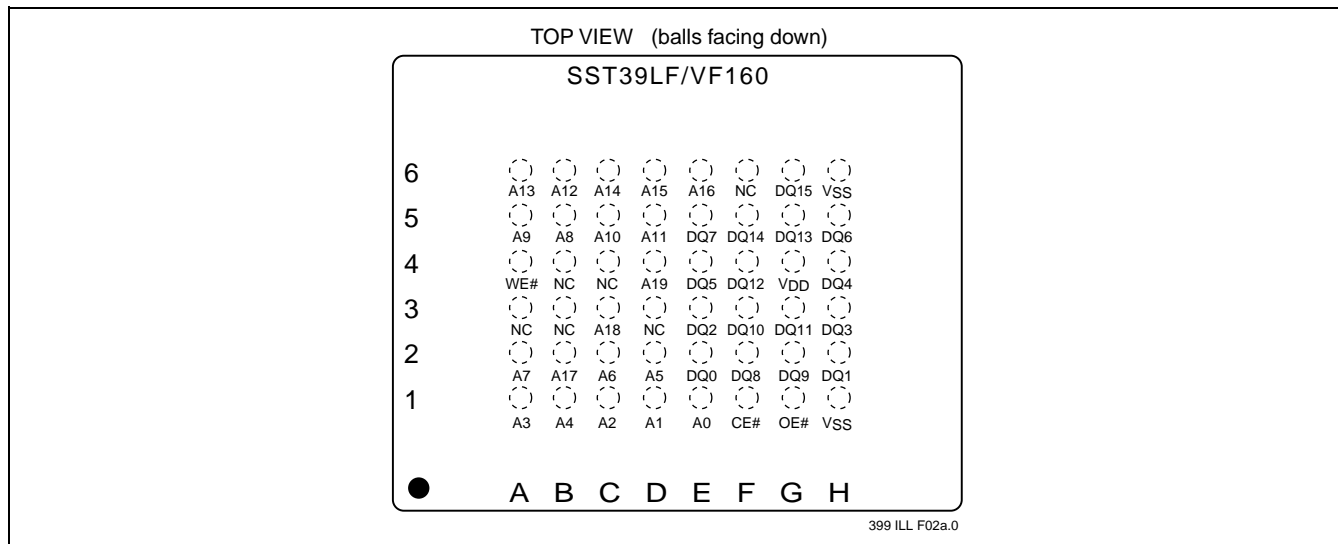 TOP VIEW (balls facing down)
SST39LF/VF160
6
A13 A12 A14 A15 A16 NC DQ15 VSS
5
A9 A8 A10 A11 DQ7 DQ14 DQ13 DQ6
4
WE# NC NC A19 DQ5 DQ12 VDD DQ4
3
NC NC A18 NC DQ2 DQ10 DQ11 DQ3
2
A7 A17 A6 A5 DQ0 DQ8 DQ9 DQ1
1
A3 A4 A2 A1 A0 CE# OE# VSS
A B C D E F G H
399 ILL F02a.0